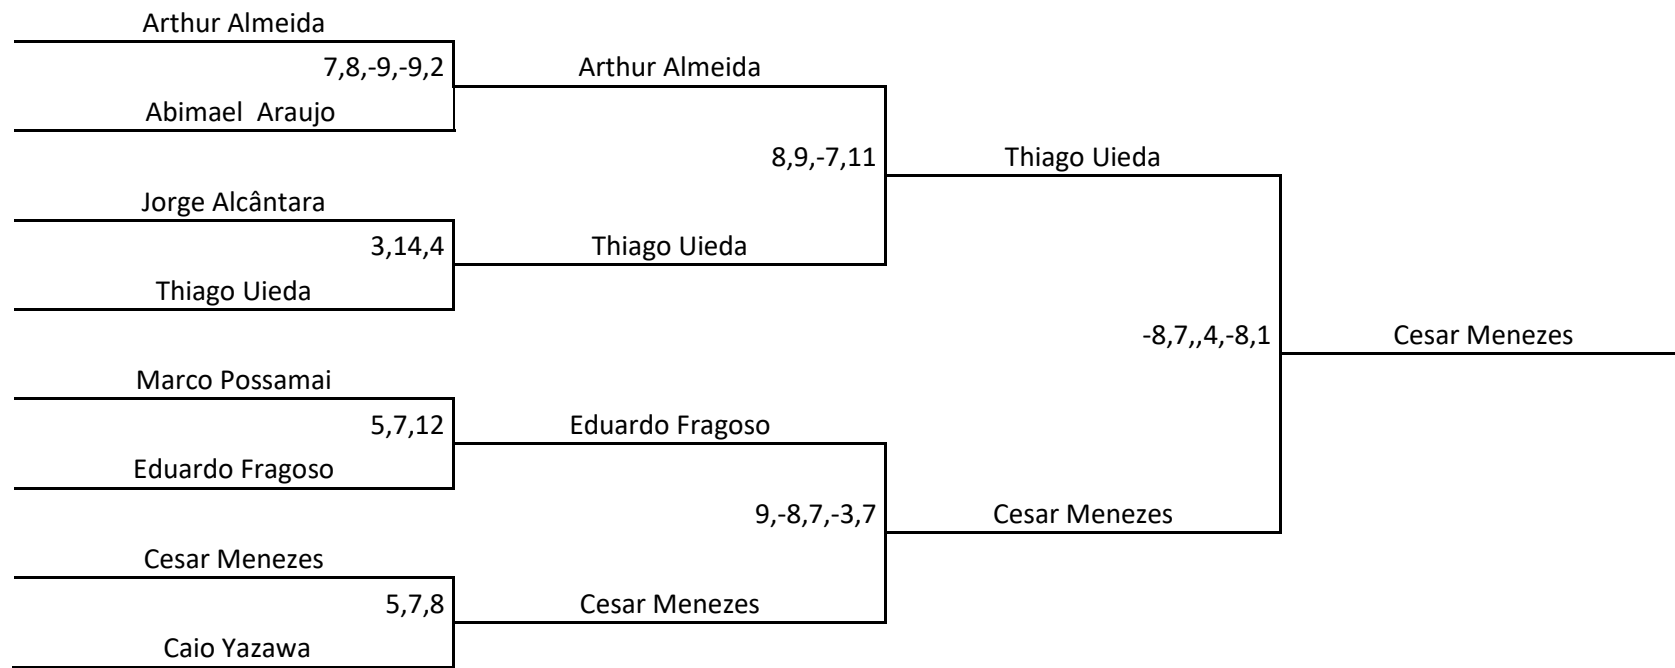 Arthur Almeida
7,8,-9,-9,2
Arthur Almeida
Abimael  Araujo
8,9,-7,11
Thiago Uieda
Jorge Alcântara
3,14,4
Thiago Uieda
Thiago Uieda
-8,7,,4,-8,1
Cesar Menezes
Marco Possamai
5,7,12
Eduardo Fragoso
Eduardo Fragoso
9,-8,7,-3,7
Cesar Menezes
Cesar Menezes
5,7,8
Cesar Menezes
Caio Yazawa